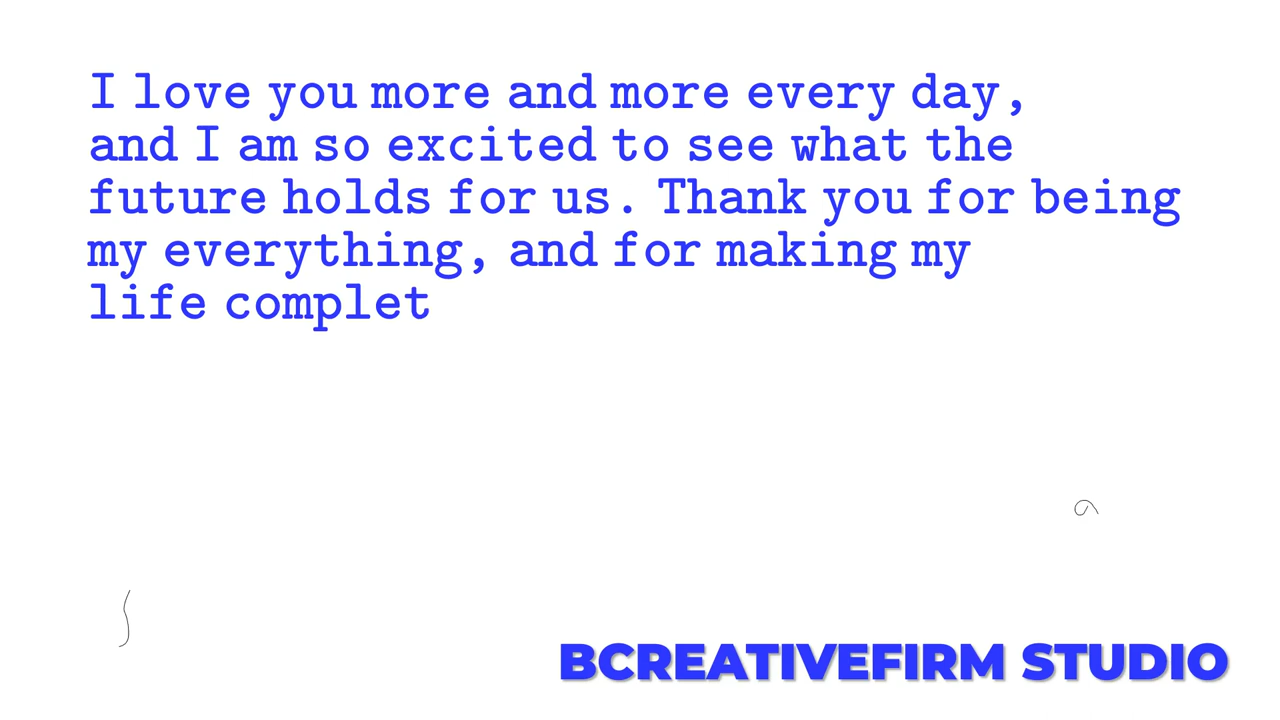 I love you more and more every day,
and I am so excited to see what the
future holds for us. Thank you for being
my everything, and for making my
life complet
BCREATIVEFIRM STUDIO